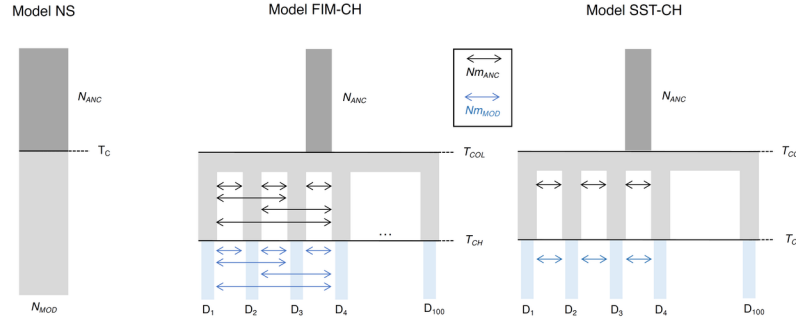 Model NS
Model FIM-CH
Model SST-CH
Nm_ANC
Nm_MOD
N_ANC
N_ANC
N_ANC
T_C
T_COL
T_CH
...
N_MOD
D_1 D_2 D_3 D_4 D_100
D_1 D_2 D_3 D_4 D_100